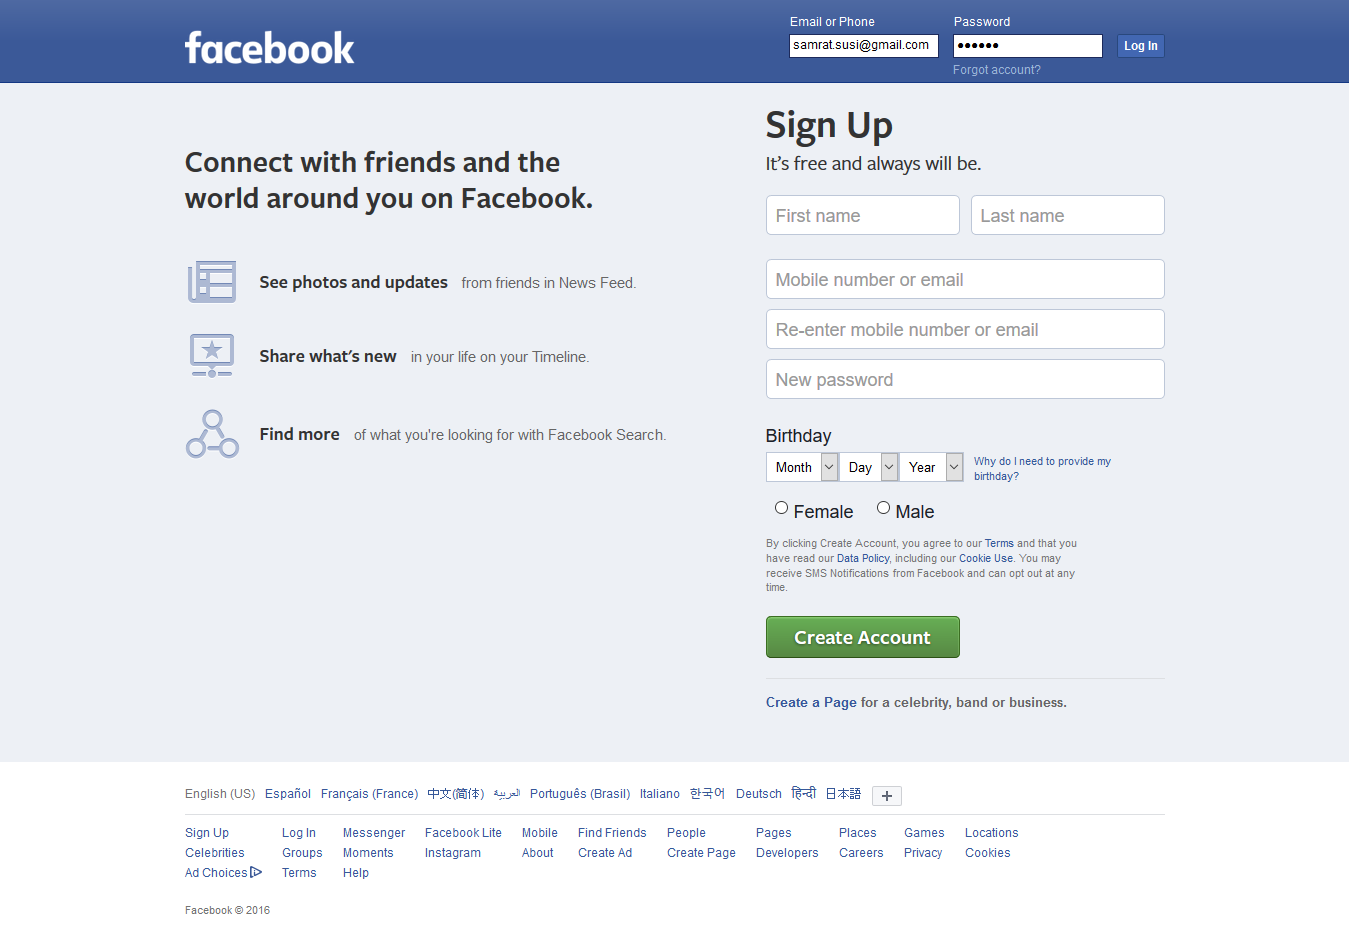 facebook
Email or Phone
Password
samrat.susi@gmail.com
••••••
Log In
Forgot account?
Connect with friends and the
world around you on Facebook.
See photos and updates from friends in News Feed.
Share what's new in your life on your Timeline.
Find more of what you're looking for with Facebook Search.
Sign Up
It's free and always will be.
First name
Last name
Mobile number or email
Re-enter mobile number or email
New password
Birthday
Month Day Year
Why do I need to provide my
birthday?
Female Male
By clicking Create Account, you agree to our Terms and that you
have read our Data Policy, including our Cookie Use. You may
receive SMS Notifications from Facebook and can opt out at any
time.
Create Account
Create a Page for a celebrity, band or business.
English (US) Español Français (France) 中文(简体) العربية Português (Brasil) Italiano 한국어 Deutsch हिन्दी 日本語 +
Sign Up Log In Messenger Facebook Lite Mobile Find Friends People Pages Places Games Locations
Celebrities Groups Moments Instagram About Create Ad Create Page Developers Careers Privacy Cookies
Ad Choices Terms Help
Facebook © 2016